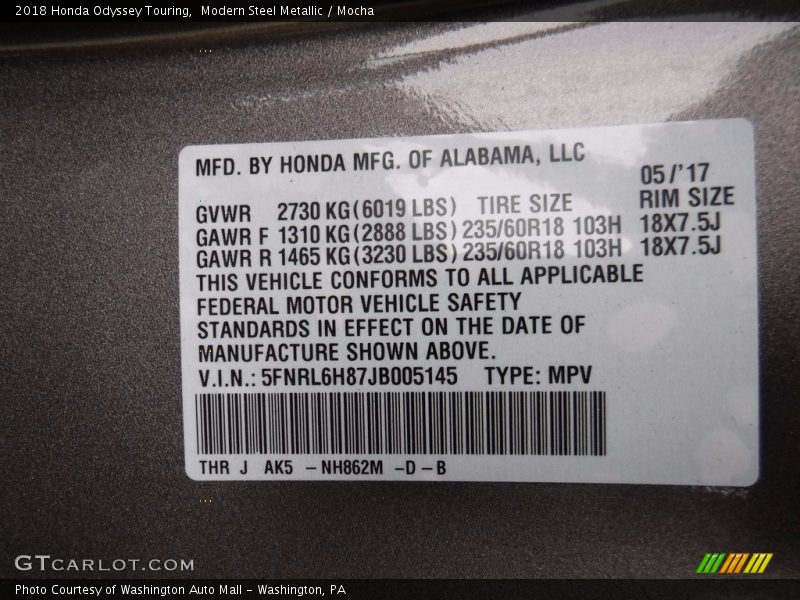 2018 Honda Odyssey Touring, Modern Steel Metallic / Mocha
MFD. BY HONDA MFG. OF ALABAMA, LLC
05/'17
GVWR 2730 KG(6019 LBS) TIRE SIZE RIM SIZE
GAWR F 1310 KG(2888 LBS) 235/60R18 103H 18X7.5J
GAWR R 1465 KG(3230 LBS) 235/60R18 103H 18X7.5J
THIS VEHICLE CONFORMS TO ALL APPLICABLE
FEDERAL MOTOR VEHICLE SAFETY
STANDARDS IN EFFECT ON THE DATE OF
MANUFACTURE SHOWN ABOVE.
V.I.N.: 5FNRL6H87JB005145 TYPE: MPV
THR J AK5 -NH862M -D-B
GTCARLOT.COM
Photo Courtesy of Washington Auto Mall - Washington, PA